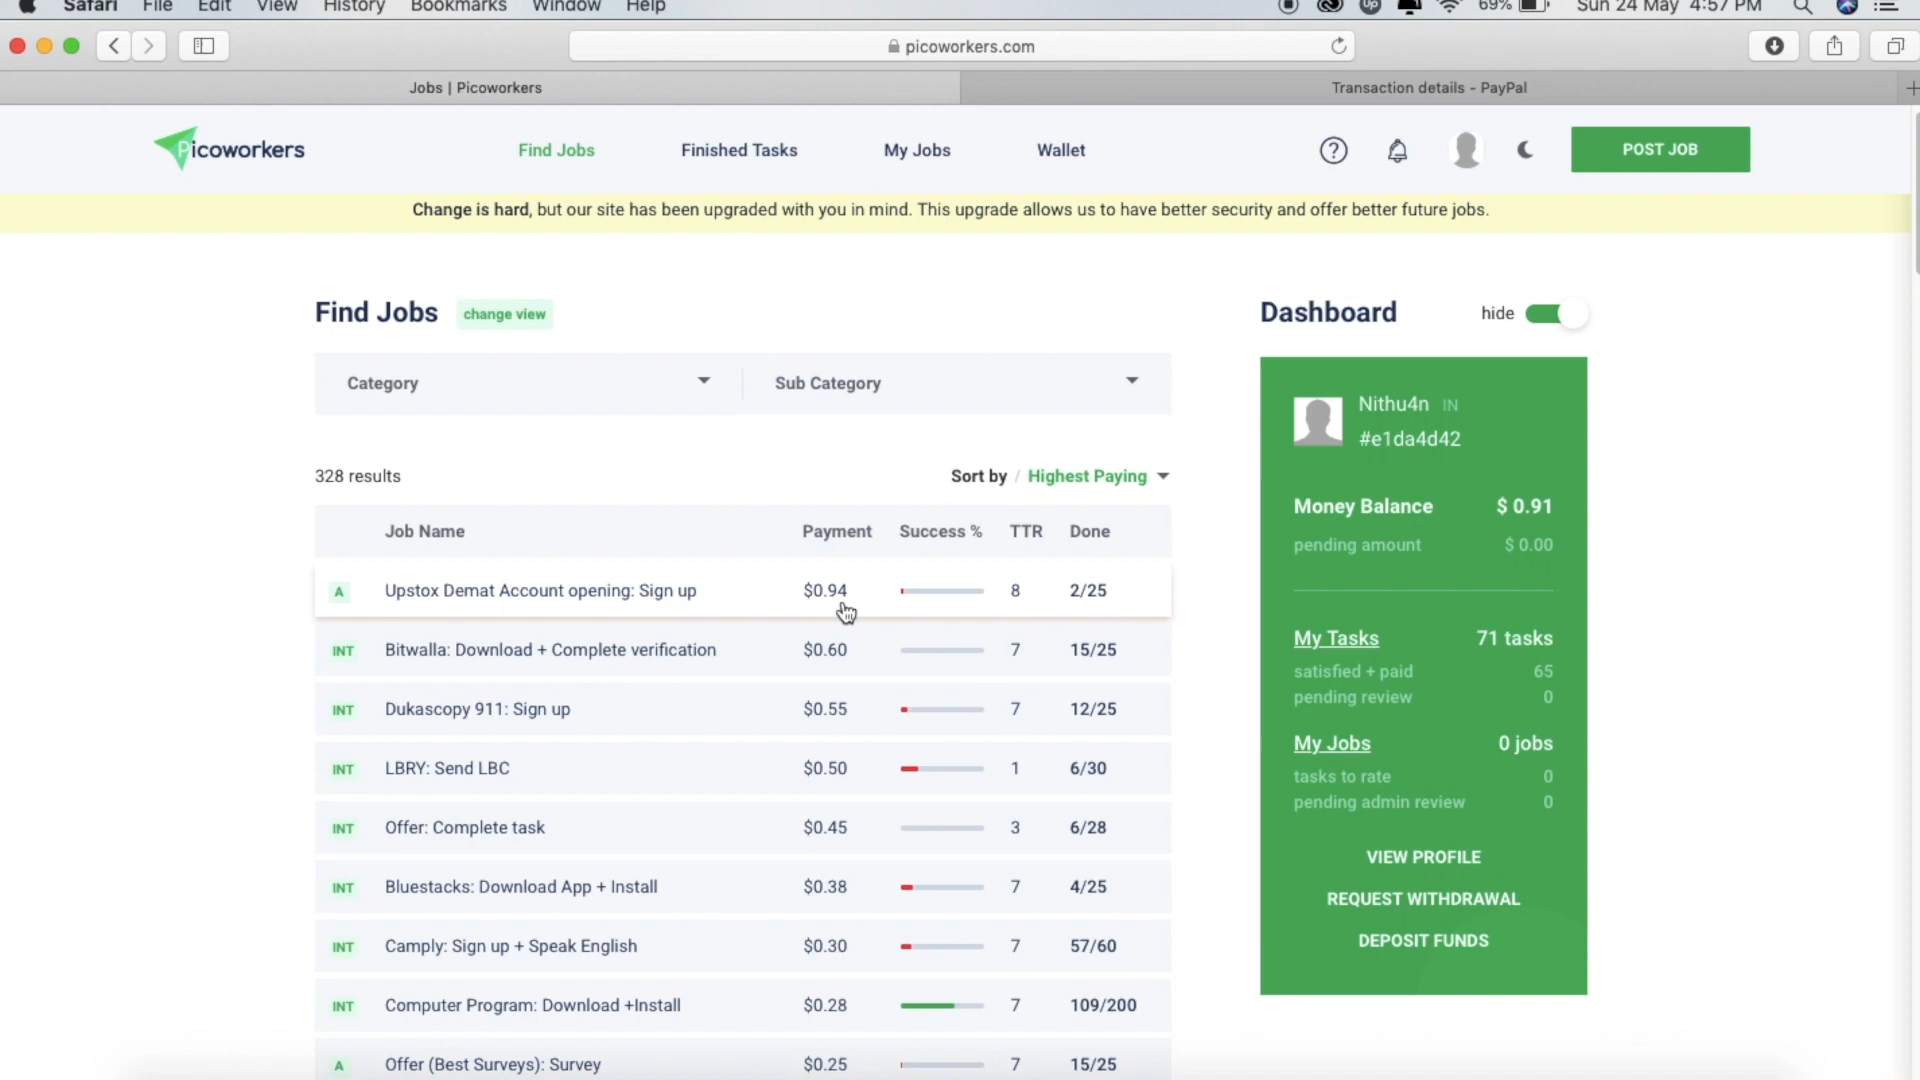 Safari File Edit View History Bookmarks Window Help 69% Sun 24 May 4:57 PM
picoworkers.com
Jobs | Picoworkers
Transaction details - PayPal
Picoworkers
Find Jobs
Finished Tasks
My Jobs
Wallet
POST JOB
Change is hard, but our site has been upgraded with you in mind. This upgrade allows us to have better security and offer better future jobs.
Find Jobs change view
Category
Sub Category
328 results
Sort by / Highest Paying
Job Name Payment Success % TTR Done
A Upstox Demat Account opening: Sign up $0.94 8 2/25
INT Bitwalla: Download + Complete verification $0.60 7 15/25
INT Dukascopy 911: Sign up $0.55 7 12/25
INT LBRY: Send LBC $0.50 1 6/30
INT Offer: Complete task $0.45 3 6/28
INT Bluestacks: Download App + Install $0.38 7 4/25
INT Camply: Sign up + Speak English $0.30 7 57/60
INT Computer Program: Download +Install $0.28 7 109/200
A Offer (Best Surveys): Survey $0.25 7 15/25
Dashboard hide
Nithu4n IN
#e1da4d42
Money Balance $ 0.91
pending amount $ 0.00
My Tasks 71 tasks
satisfied + paid 65
pending review 0
My Jobs 0 jobs
tasks to rate 0
pending admin review 0
VIEW PROFILE
REQUEST WITHDRAWAL
DEPOSIT FUNDS